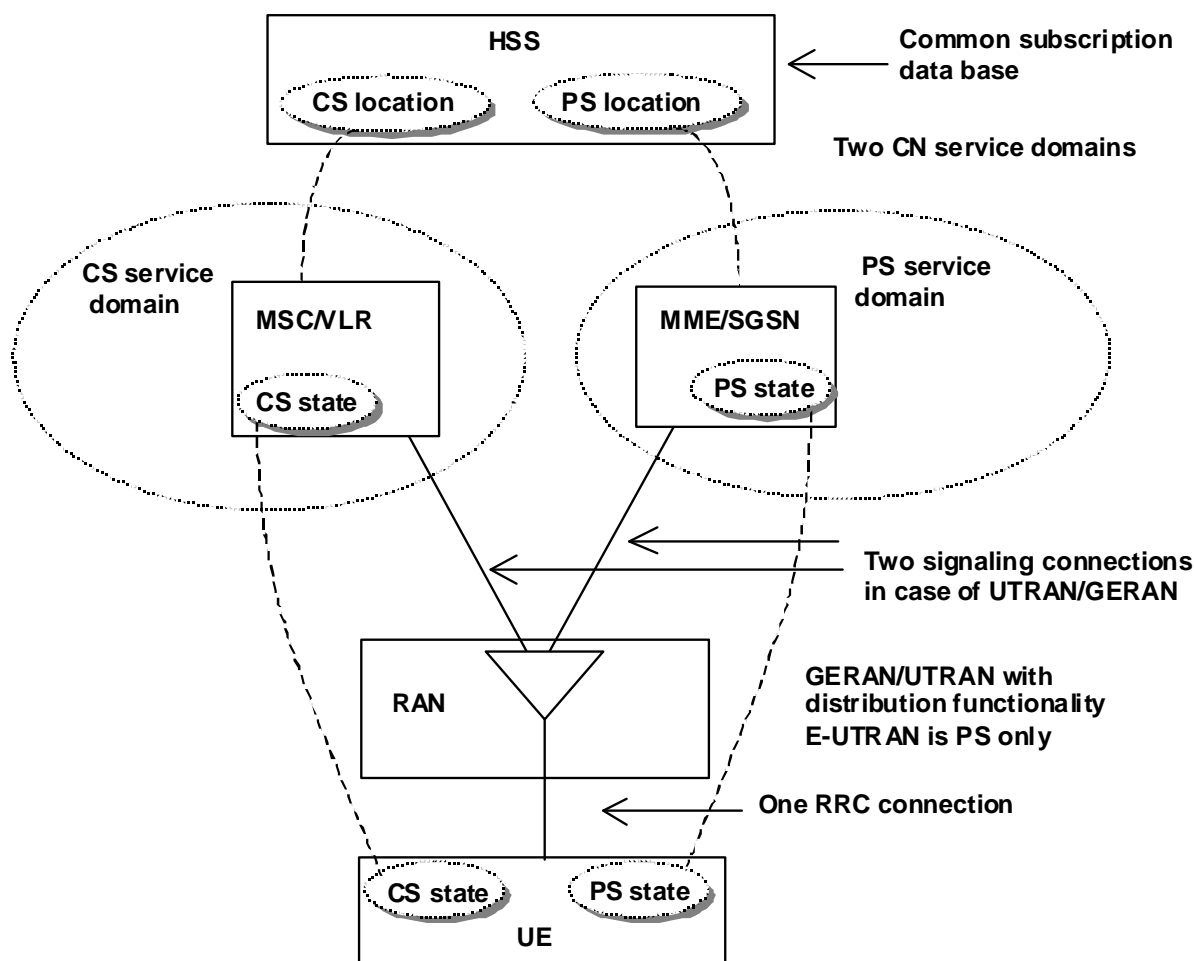 HSS
Common subscription
data base
CS location
PS location
Two CN service domains
CS service
domain
PS service
domain
MSC/VLR
MME/SGSN
CS state
PS state
Two signaling connections
in case of UTRAN/GERAN
RAN
GERAN/UTRAN with
distribution functionality
E-UTRAN is PS only
One RRC connection
CS state
PS state
UE